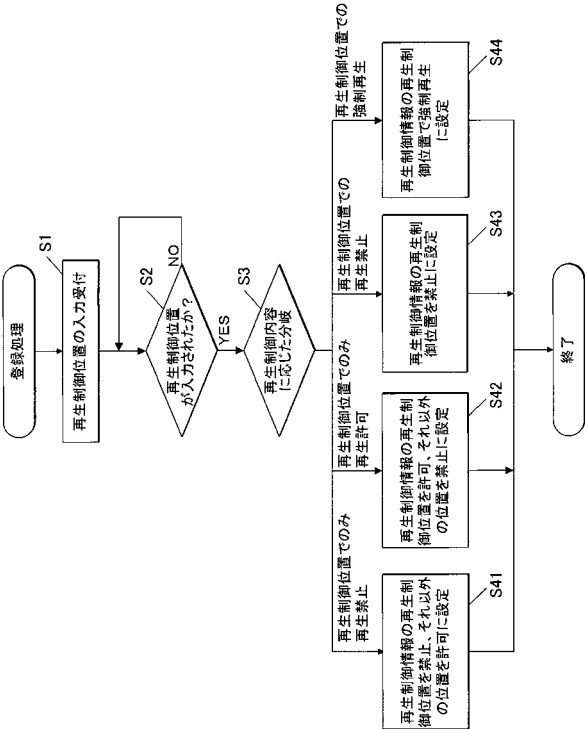 登録処理
S1
再生制御位置の入力受付
S2
再生制御位置
が入力されたか？
NO
YES
S3
再生制御内容
に応じた分岐
再生制御位置でのみ
再生禁止
再生制御情報の再生制
御位置を禁止、それ以外
の位置を許可に設定
S41
再生制御位置でのみ
再生許可
再生制御情報の再生制
御位置を許可、それ以外
の位置を禁止に設定
S42
再生制御位置での
再生禁止
再生制御情報の再生制
御位置を禁止に設定
S43
再生制御位置での
強制再生
再生制御情報の再生制
御位置で強制再生
に設定
S44
終了